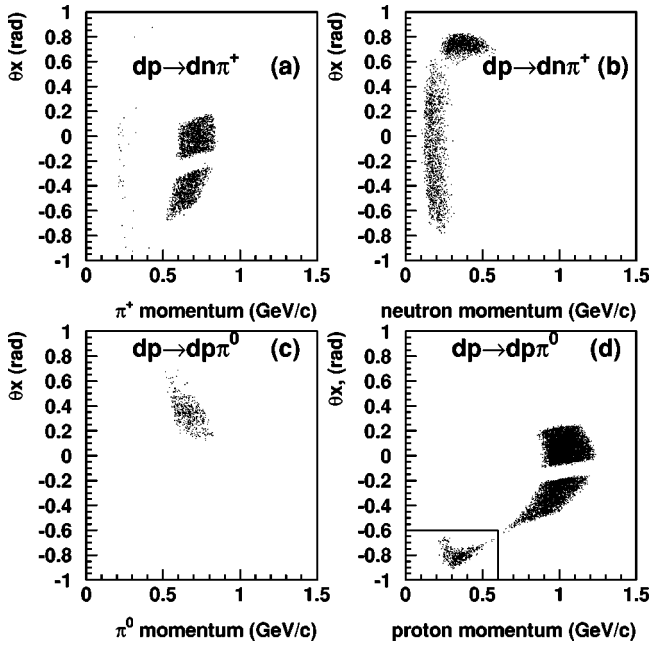 θx (rad)
1
0.8
0.6
0.4
0.2
0
-0.2
-0.4
-0.6
-0.8
-1
dp→dnπ+ (a)
0 0.5 1 1.5
π+ momentum (GeV/c)
θx (rad)
1
0.8
0.6
0.4
0.2
0
-0.2
-0.4
-0.6
-0.8
-1
dp→dnπ+ (b)
0 0.5 1 1.5
neutron momentum (GeV/c)
θx (rad)
1
0.8
0.6
0.4
0.2
0
-0.2
-0.4
-0.6
-0.8
-1
dp→dpπ0 (c)
0 0.5 1 1.5
π0 momentum (GeV/c)
θx, (rad)
1
0.8
0.6
0.4
0.2
0
-0.2
-0.4
-0.6
-0.8
-1
dp→dpπ0 (d)
0 0.5 1 1.5
proton momentum (GeV/c)